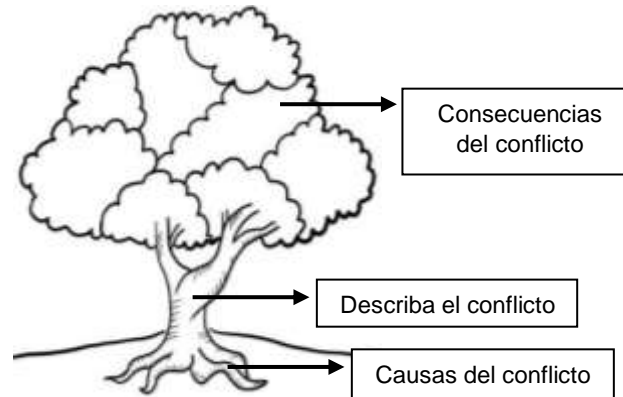 Consecuencias
del conflicto
Describa el conflicto
Causas del conflicto